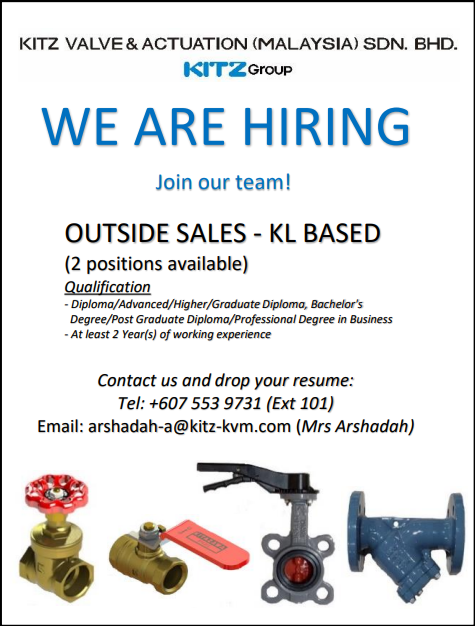 KITZ VALVE & ACTUATION (MALAYSIA) SDN. BHD.
KITZ Group
WE ARE HIRING
Join our team!
OUTSIDE SALES - KL BASED
(2 positions available)
Qualification
- Diploma/Advanced/Higher/Graduate Diploma, Bachelor's
Degree/Post Graduate Diploma/Professional Degree in Business
- At least 2 Year(s) of working experience
Contact us and drop your resume:
Tel: +607 553 9731 (Ext 101)
Email: arshadah-a@kitz-kvm.com (Mrs Arshadah)